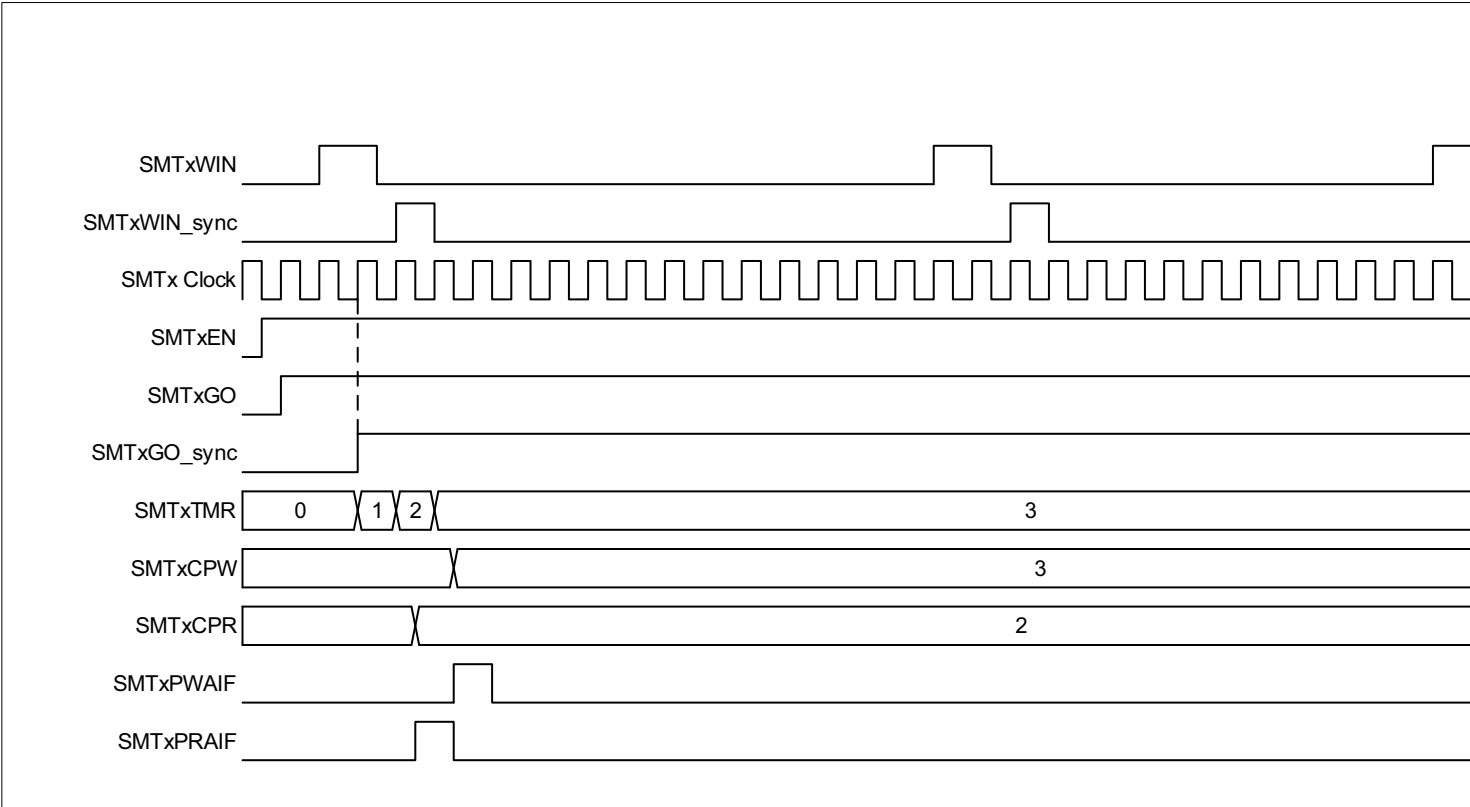 SMTxWIN
SMTxWIN_sync
SMTx Clock
SMTxEN
SMTxGO
SMTxGO_sync
SMTxTMR 0 1 2 3
SMTxCPW 3
SMTxCPR 2
SMTxPWAIF
SMTxPRAIF